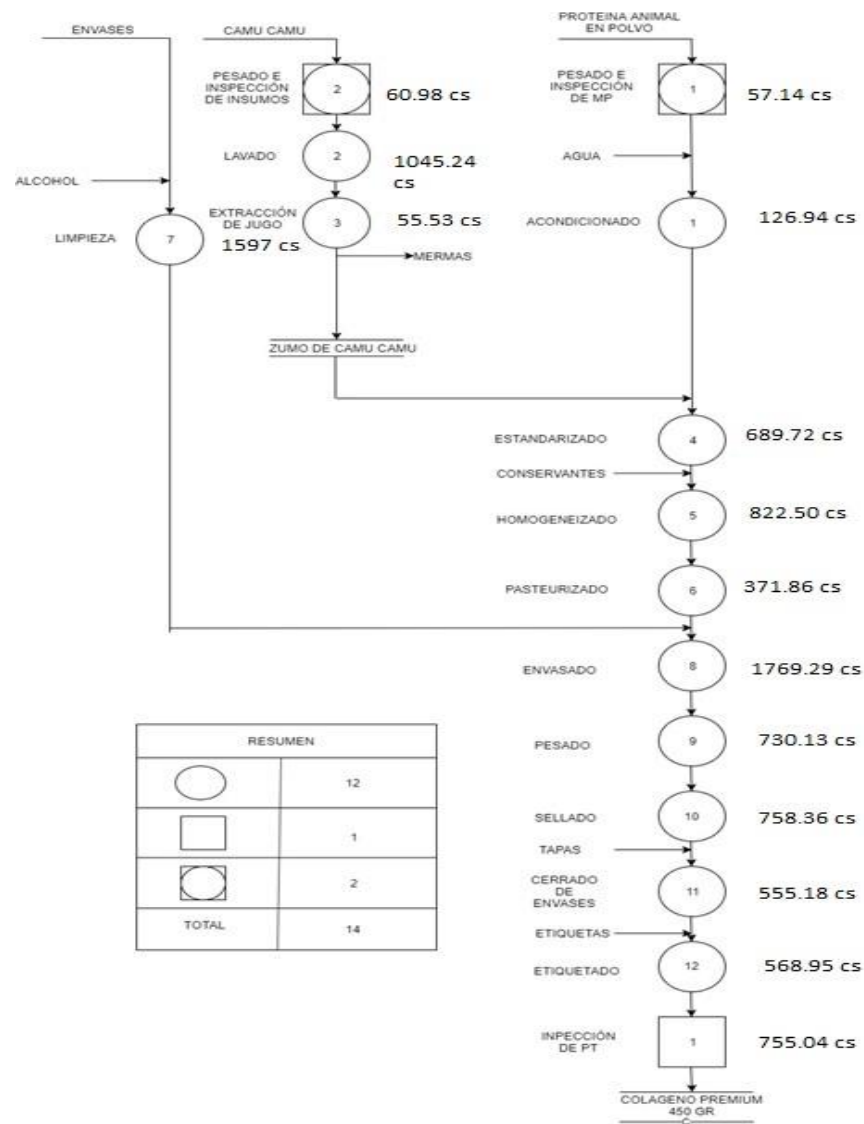 ENVASES
ALCOHOL
LIMPIEZA
7
1597 cs
CAMU CAMU
PESADO E
INSPECCIÓN
DE INSUMOS
2
60.98 cs
LAVADO
2
1045.24
cs
EXTRACCIÓN
DE JUGO
3
55.53 cs
MERMAS
ZUMO DE CAMU CAMU
PROTEINA ANIMAL
EN POLVO
PESADO E
INSPECCIÓN
DE MP
1
57.14 cs
AGUA
ACONDICIONADO
1
126.94 cs
ESTANDARIZADO
4
689.72 cs
CONSERVANTES
HOMOGENEIZADO
5
822.50 cs
PASTEURIZADO
6
371.86 cs
ENVASADO
8
1769.29 cs
PESADO
9
730.13 cs
SELLADO
10
758.36 cs
TAPAS
CERRADO
DE
ENVASES
11
555.18 cs
ETIQUETAS
ETIQUETADO
12
568.95 cs
INPECCIÓN
DE PT
1
755.04 cs
COLAGENO PREMIUM
450 GR
RESUMEN
12
1
2
TOTAL 14